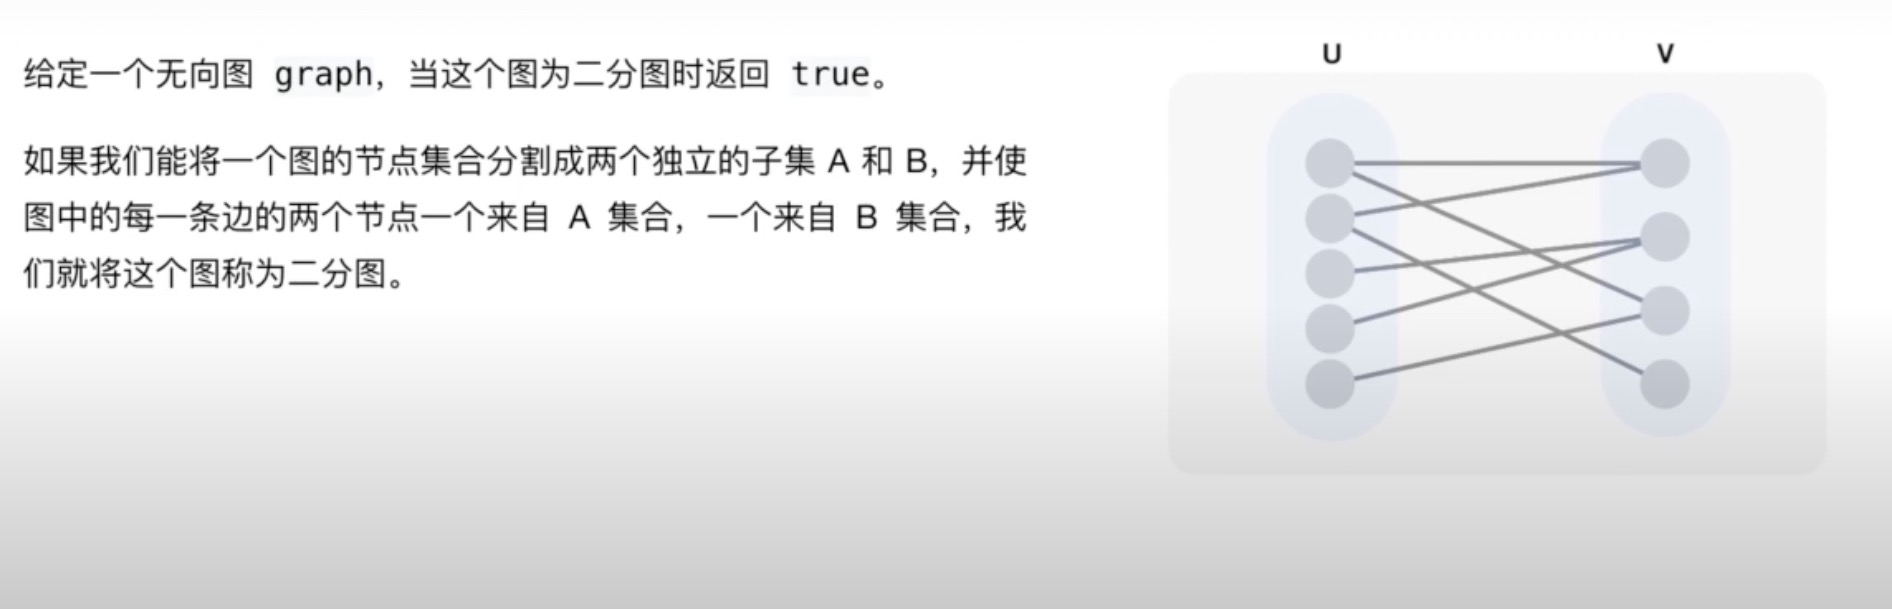 给定一个无向图 graph，当这个图为二分图时返回 true。
如果我们能将一个图的节点集合分割成两个独立的子集 A 和 B，并使
图中的每一条边的两个节点一个来自 A 集合，一个来自 B 集合，我
们就将这个图称为二分图。
U V